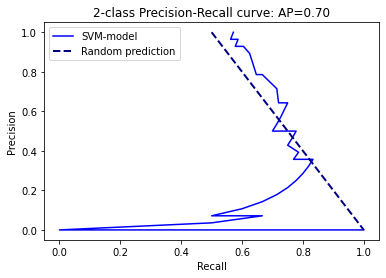 2-class Precision-Recall curve: AP=0.70
SVM-model
Random prediction
1.0
0.8
0.6
0.4
0.2
0.0
Precision
0.0 0.2 0.4 0.6 0.8 1.0
Recall